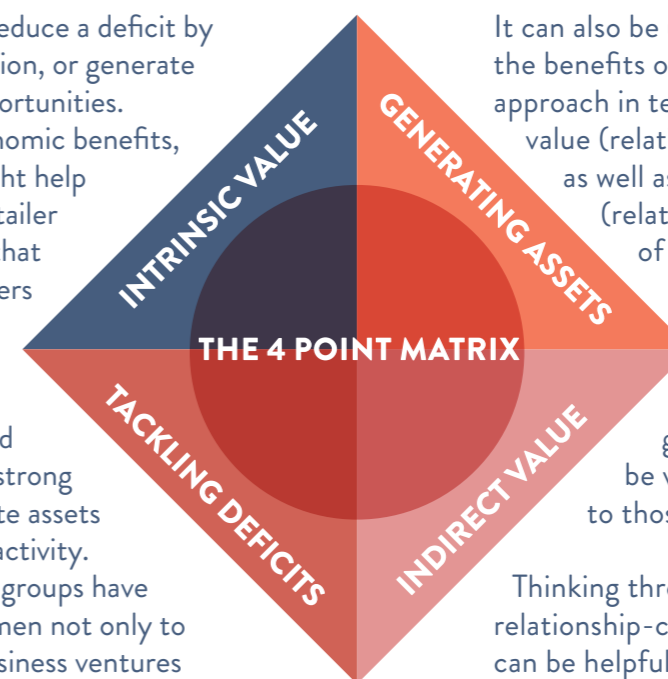 educe a deficit by
ion, or generate
ortunities.
nomic benefits,
ht help
tailer
hat
ers
d
strong
te assets
activity.
groups have
men not only to
siness ventures
INTRINSIC VALUE
GENERATING ASSETS
THE 4 POINT MATRIX
TACKLING DEFICITS
INDIRECT VALUE
It can also be
the benefits o
approach in te
value (relat
as well as
(relat
of
g
be v
to thos
Thinking thr
relationship-c
can be helpful